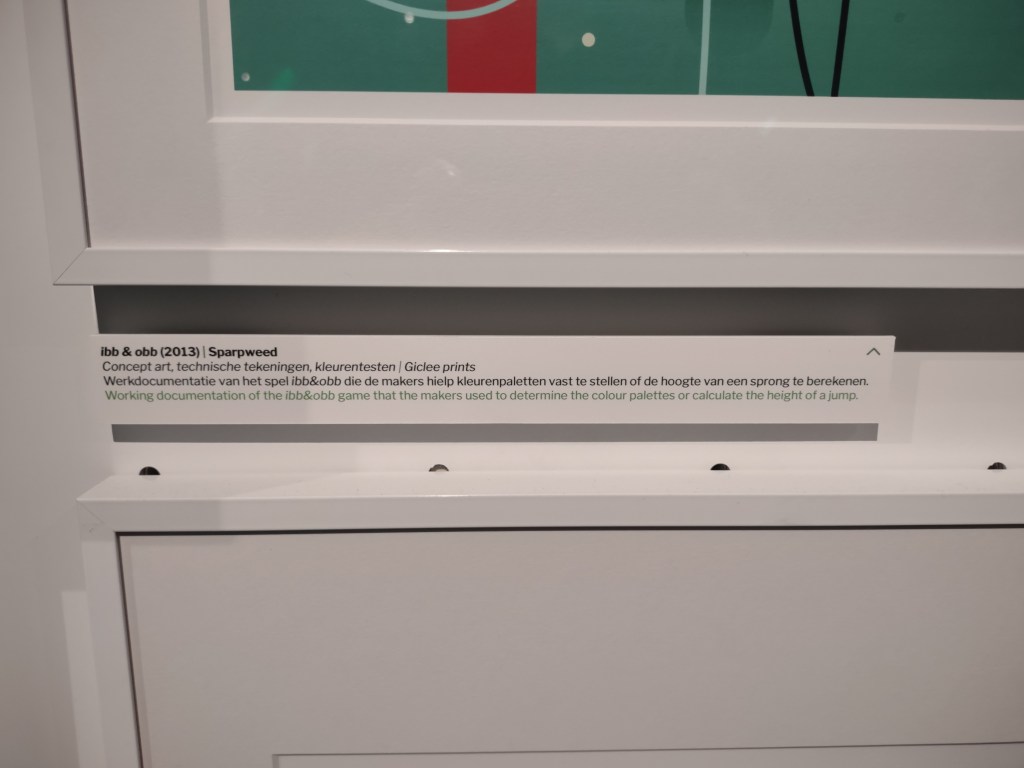 ibb & obb (2013) | Sparpweed
Concept art, technische tekeningen, kleurentesten | Giclee prints
Werkdocumentatie van het spel ibb&obb die de makers hielp kleurenpaletten vast te stellen of de hoogte van een sprong te berekenen.
Working documentation of the ibb&obb game that the makers used to determine the colour palettes or calculate the height of a jump.